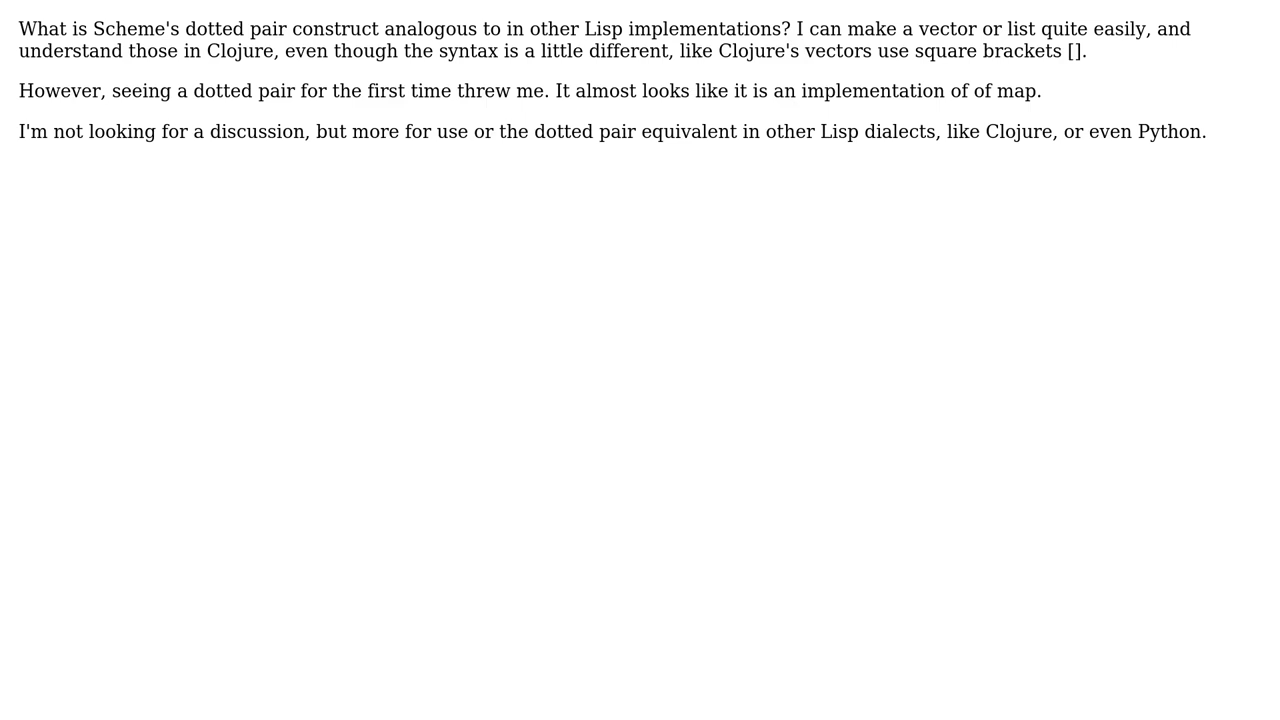 What is Scheme's dotted pair construct analogous to in other Lisp implementations? I can make a vector or list quite easily, and
understand those in Clojure, even though the syntax is a little different, like Clojure's vectors use square brackets [].
However, seeing a dotted pair for the first time threw me. It almost looks like it is an implementation of of map.
I'm not looking for a discussion, but more for use or the dotted pair equivalent in other Lisp dialects, like Clojure, or even Python.